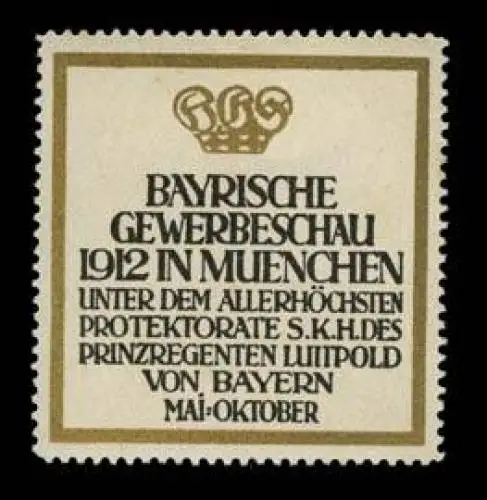 BAYRISCHE
GEWERBESCHAU
1912 IN MUENCHEN
UNTER DEM ALLERHÖCHSTEN
PROTEKTORATE S.K.H. DES
PRINZREGENTEN LUITPOLD
VON BAYERN
MAI=OKTOBER